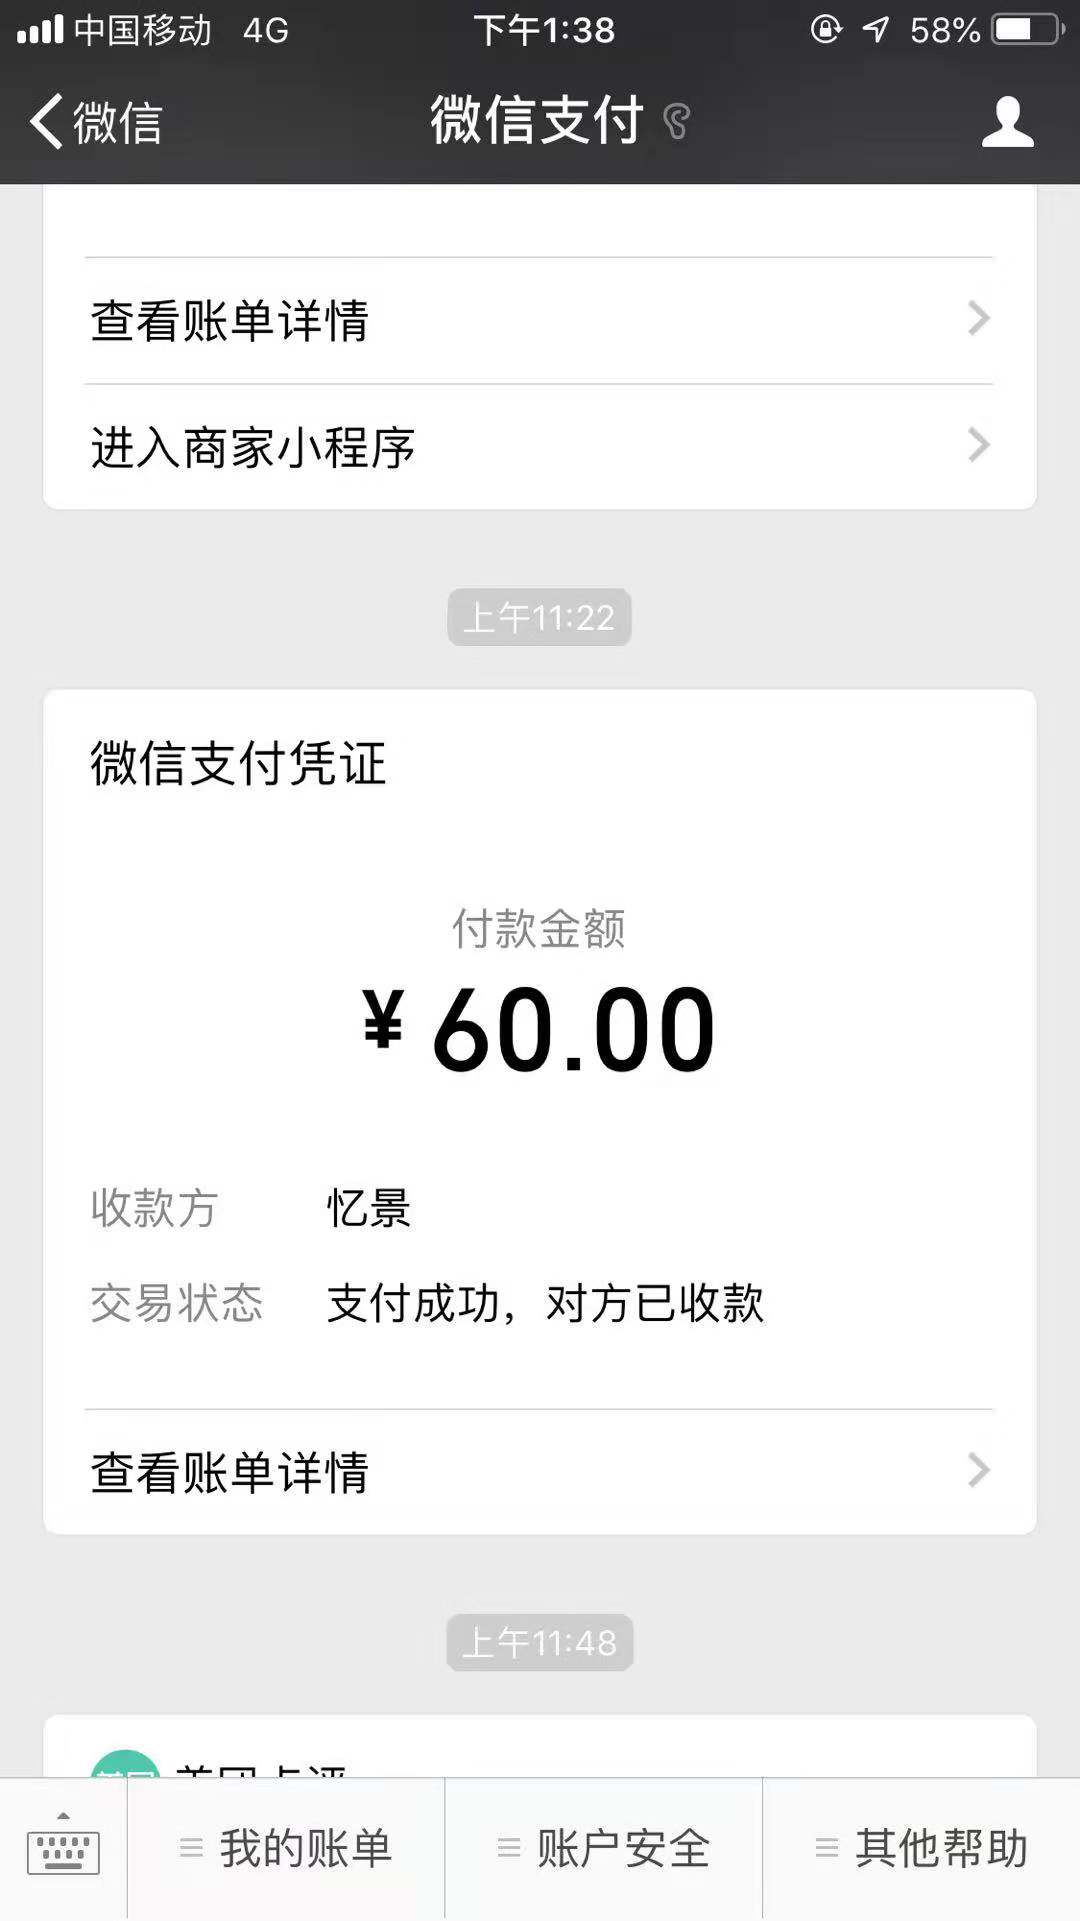 中国移动 4G 下午1:38 58%
微信 微信支付
查看账单详情
进入商家小程序
上午11:22
微信支付凭证
付款金额
¥60.00
收款方 忆景
交易状态 支付成功，对方已收款
查看账单详情
上午11:48
我的账单 账户安全 其他帮助